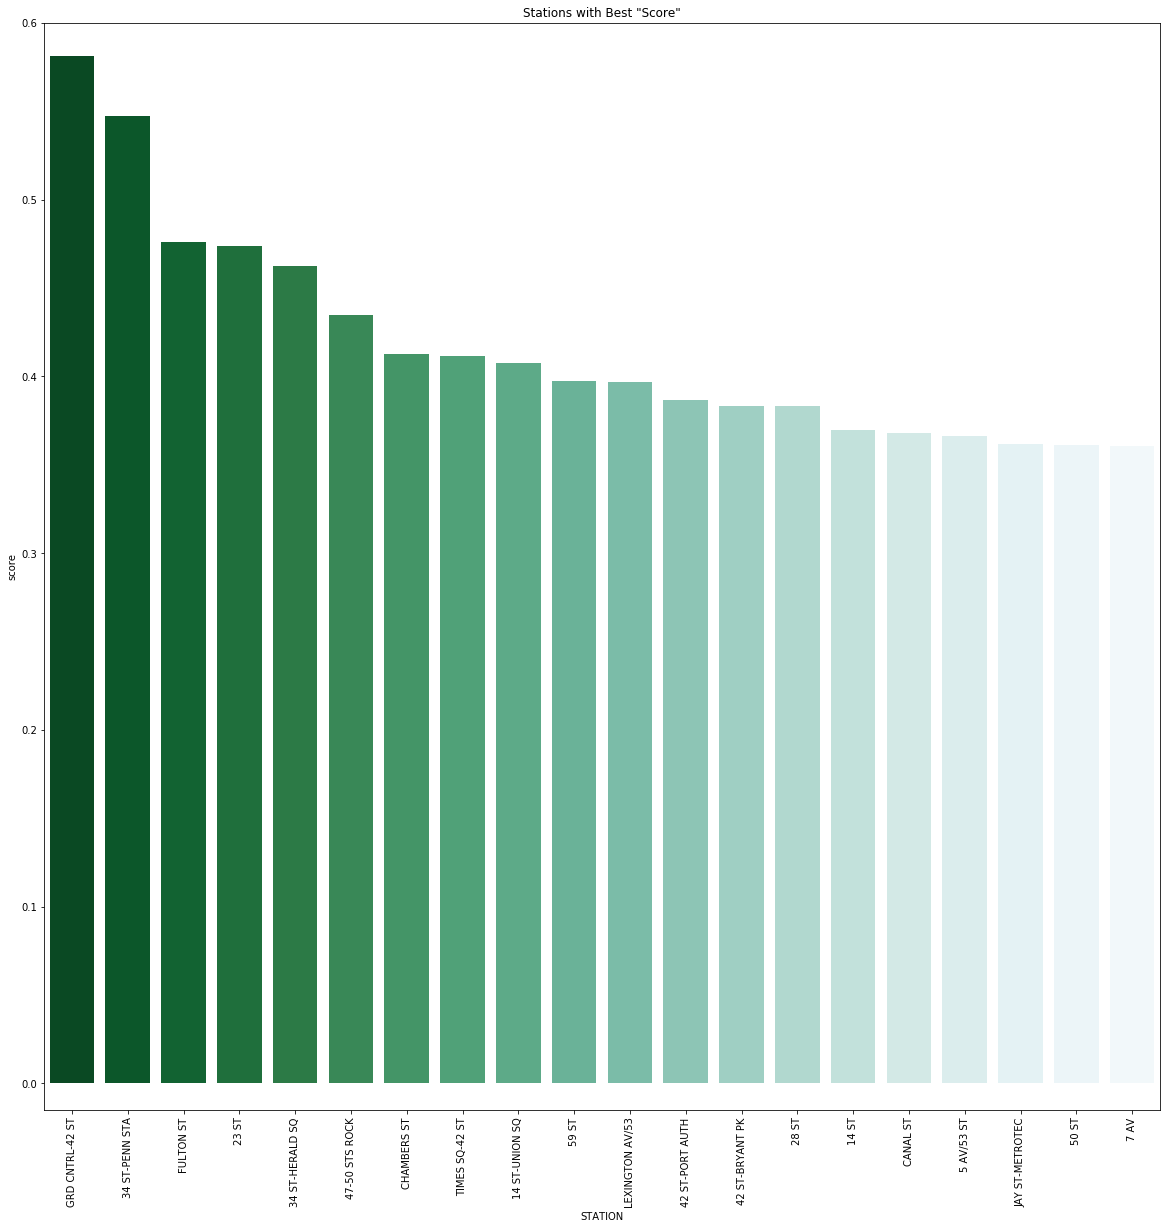 Stations with Best "Score"
0.6
0.5
0.4
0.3
0.2
0.1
0.0
score
GRD CNTRL-42 ST
34 ST-PENN STA
FULTON ST
23 ST
34 ST-HERALD SQ
47-50 STS ROCK
CHAMBERS ST
TIMES SQ-42 ST
14 ST-UNION SQ
59 ST
LEXINGTON AV/53
42 ST-PORT AUTH
42 ST-BRYANT PK
28 ST
14 ST
CANAL ST
5 AV/53 ST
JAY ST-METROTEC
50 ST
7 AV
STATION